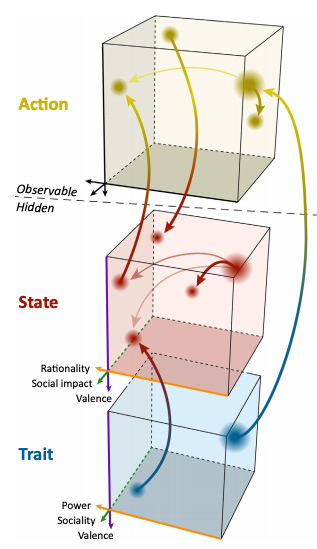 Action
Observable
Hidden
State
Rationality
Social impact
Valence
Trait
Power
Sociality
Valence